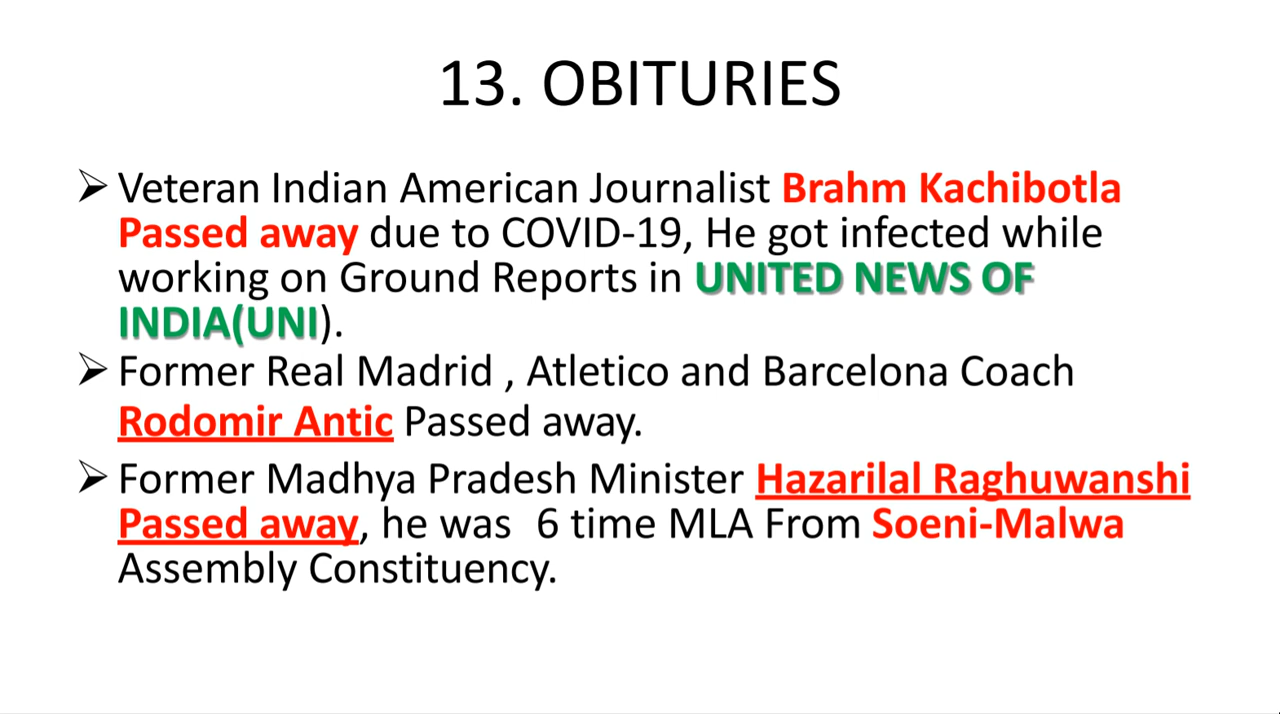 13. OBITURIES
➢ Veteran Indian American Journalist Brahm Kachibotla
Passed away due to COVID-19, He got infected while
working on Ground Reports in UNITED NEWS OF
INDIA(UNI).
➢ Former Real Madrid , Atletico and Barcelona Coach
Rodomir Antic Passed away.
➢ Former Madhya Pradesh Minister Hazarilal Raghuwanshi
Passed away, he was 6 time MLA From Soeni-Malwa
Assembly Constituency.